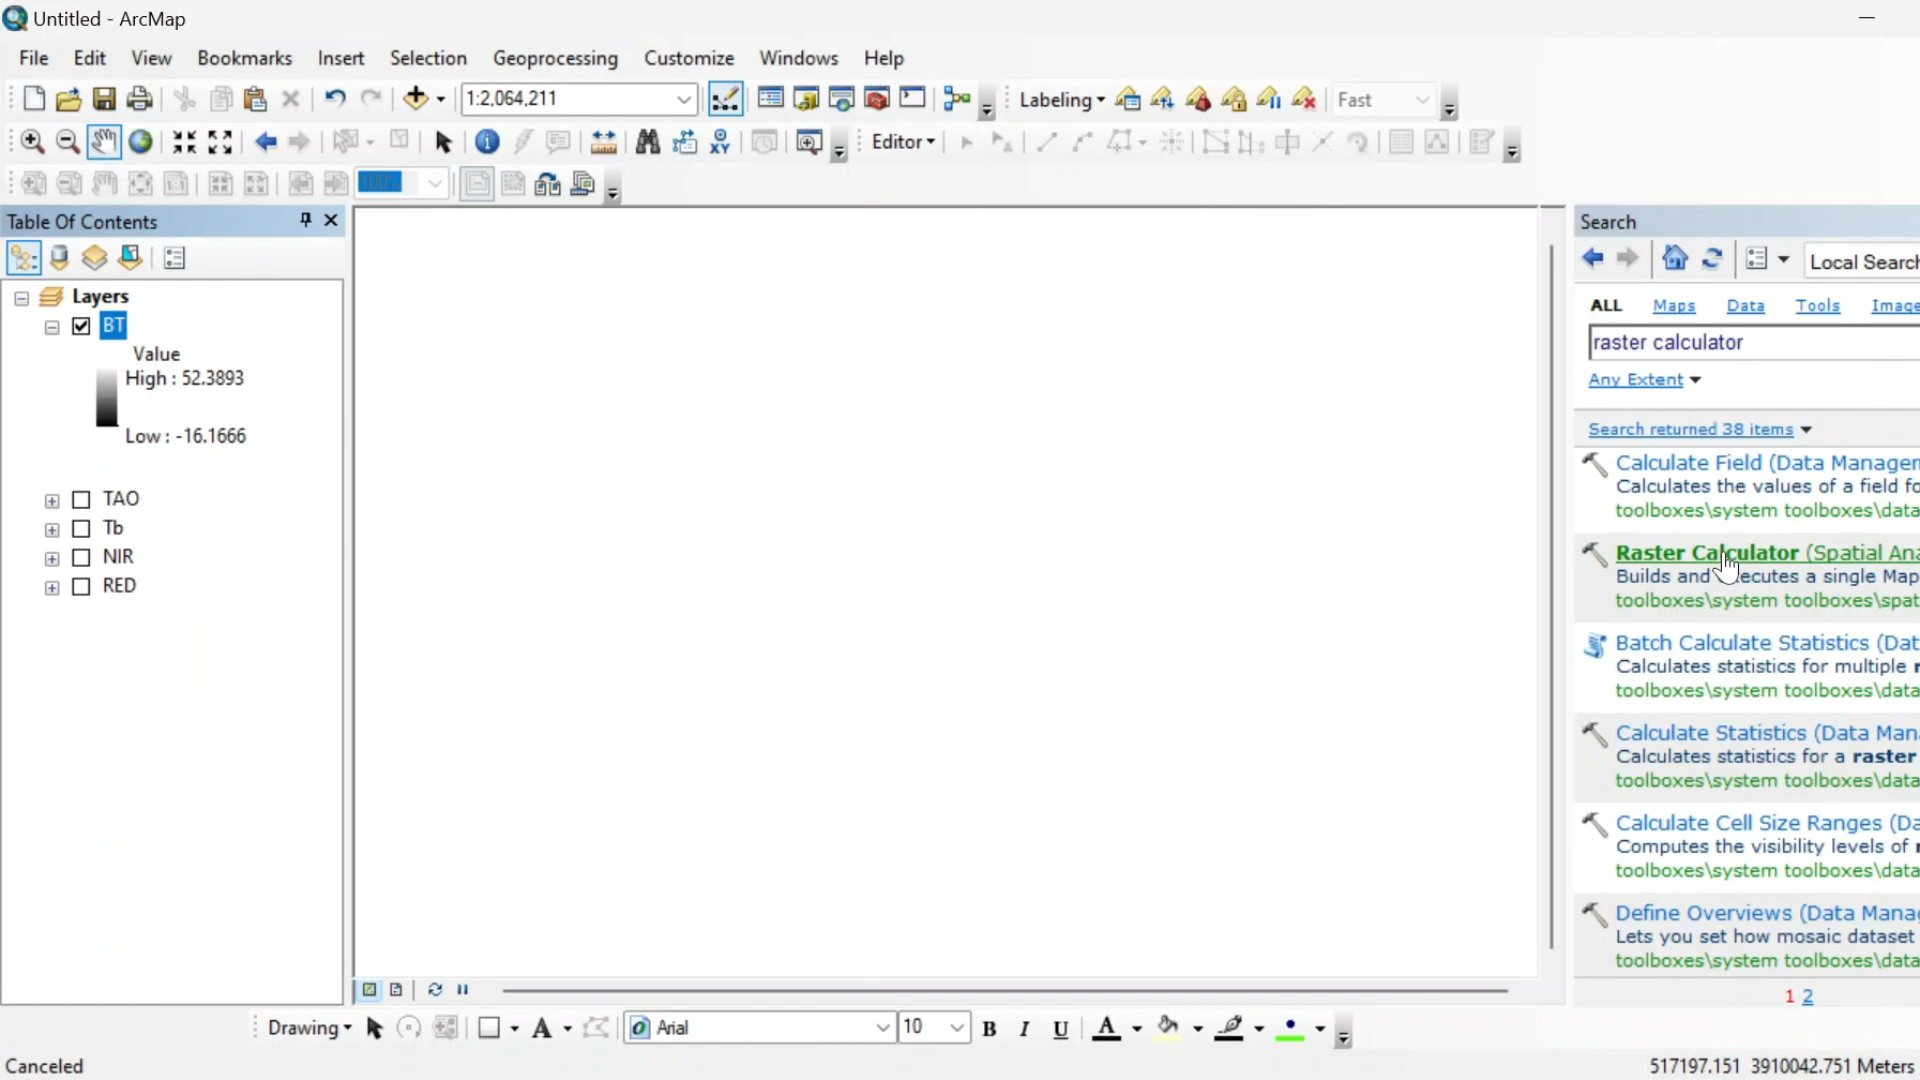 Untitled - ArcMap
File Edit View Bookmarks Insert Selection Geoprocessing Customize Windows Help
1:2,064,211 Labeling Fast
Editor
100%
Table Of Contents
Layers
BT
Value
High : 52.3893
Low : -16.1666
TAO
Tb
NIR
RED
Search
Local Search
ALL Maps Data Tools Image
raster calculator
Any Extent
Search returned 38 items
Calculate Field (Data Managem
Calculates the values of a field fo
toolboxes\system toolboxes\data
Raster Calculator (Spatial Ana
Builds and ecutes a single Map
toolboxes\system toolboxes\spat
Batch Calculate Statistics (Dat
Calculates statistics for multiple r
toolboxes\system toolboxes\data
Calculate Statistics (Data Man
Calculates statistics for a raster
toolboxes\system toolboxes\data
Calculate Cell Size Ranges (Da
Computes the visibility levels of r
toolboxes\system toolboxes\data
Define Overviews (Data Manag
Lets you set how mosaic dataset
toolboxes\system toolboxes\data
1 2
Drawing A Arial 10 B I U A
Canceled 517197.151 3910042.751 Meters